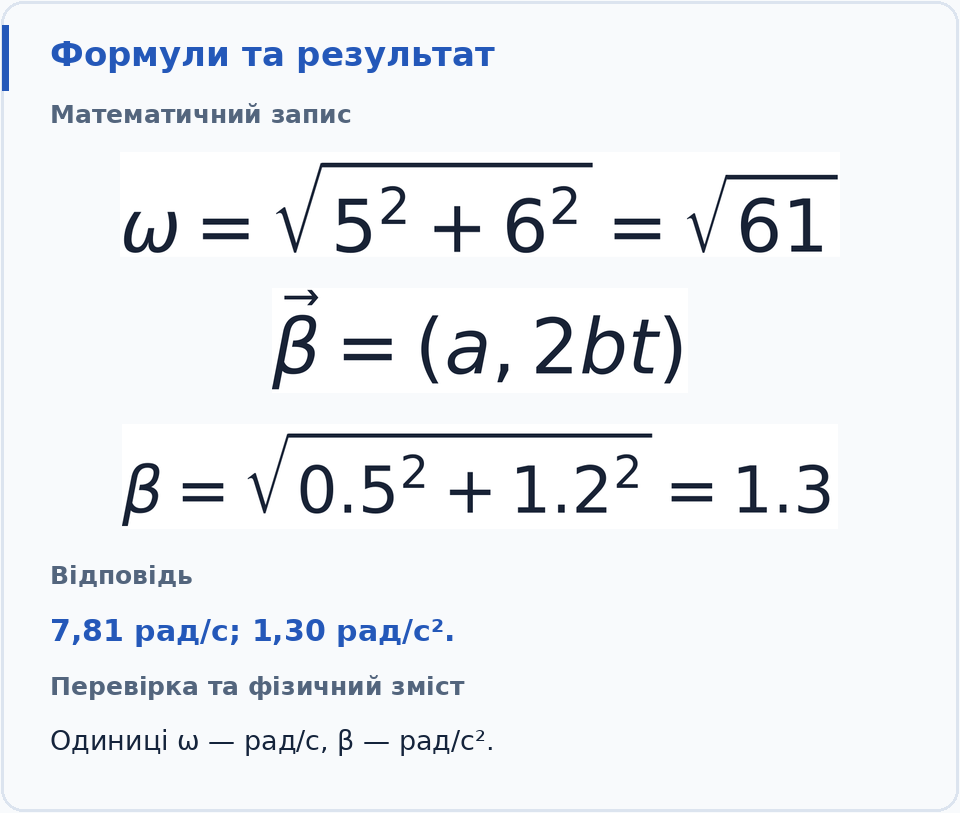 Формули та результат
Математичний запис
ω = √(5² + 6²) = √61
β⃗ = (a, 2bt)
β = √(0.5² + 1.2²) = 1.3
Відповідь
7,81 рад/с; 1,30 рад/с².
Перевірка та фізичний зміст
Одиниці ω — рад/с, β — рад/с².